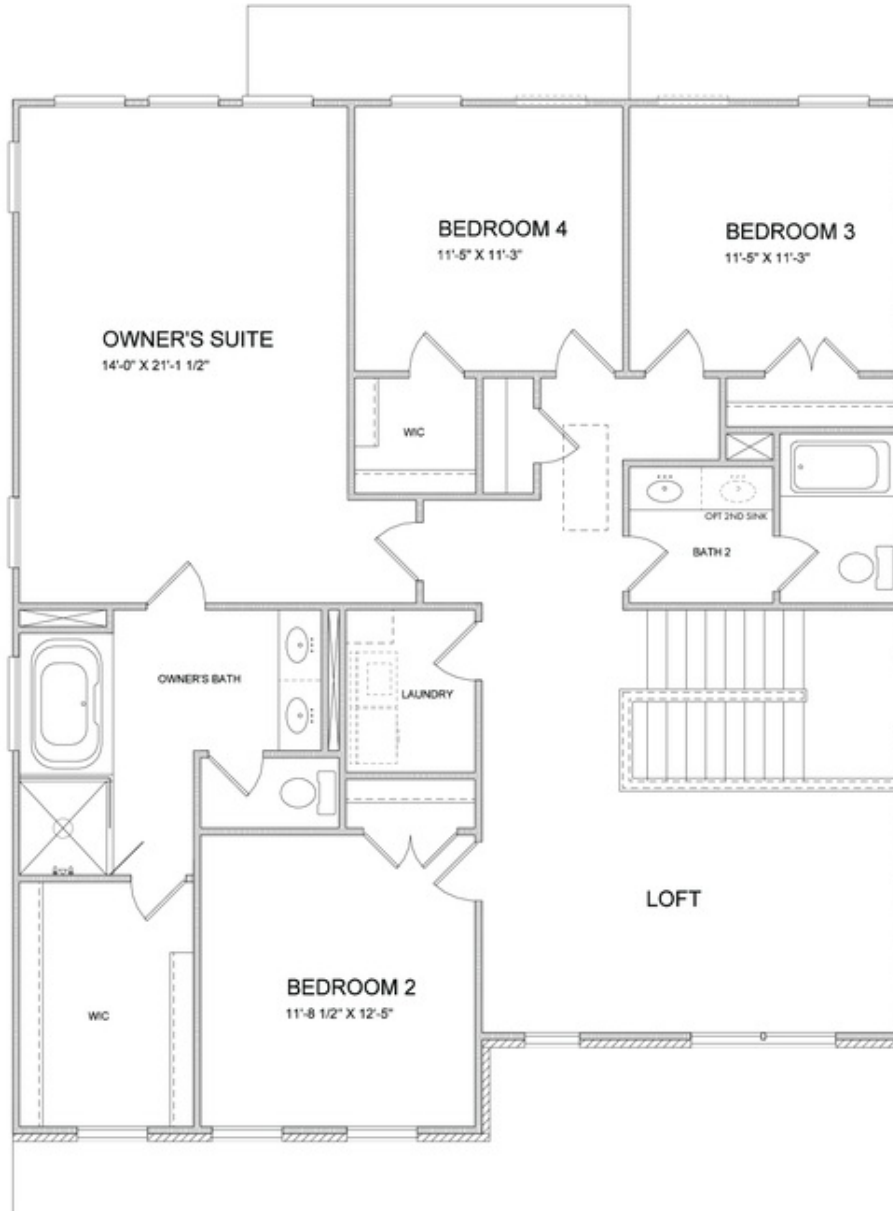 BEDROOM 4
11'-5" X 11'-3"
BEDROOM 3
11'-5" X 11'-3"
OWNER'S SUITE
14'-0" X 21'-1 1/2"
WIC
OPT 2ND SINK
BATH 2
OWNER'S BATH
LAUNDRY
LOFT
BEDROOM 2
11'-8 1/2" X 12'-5"
WIC